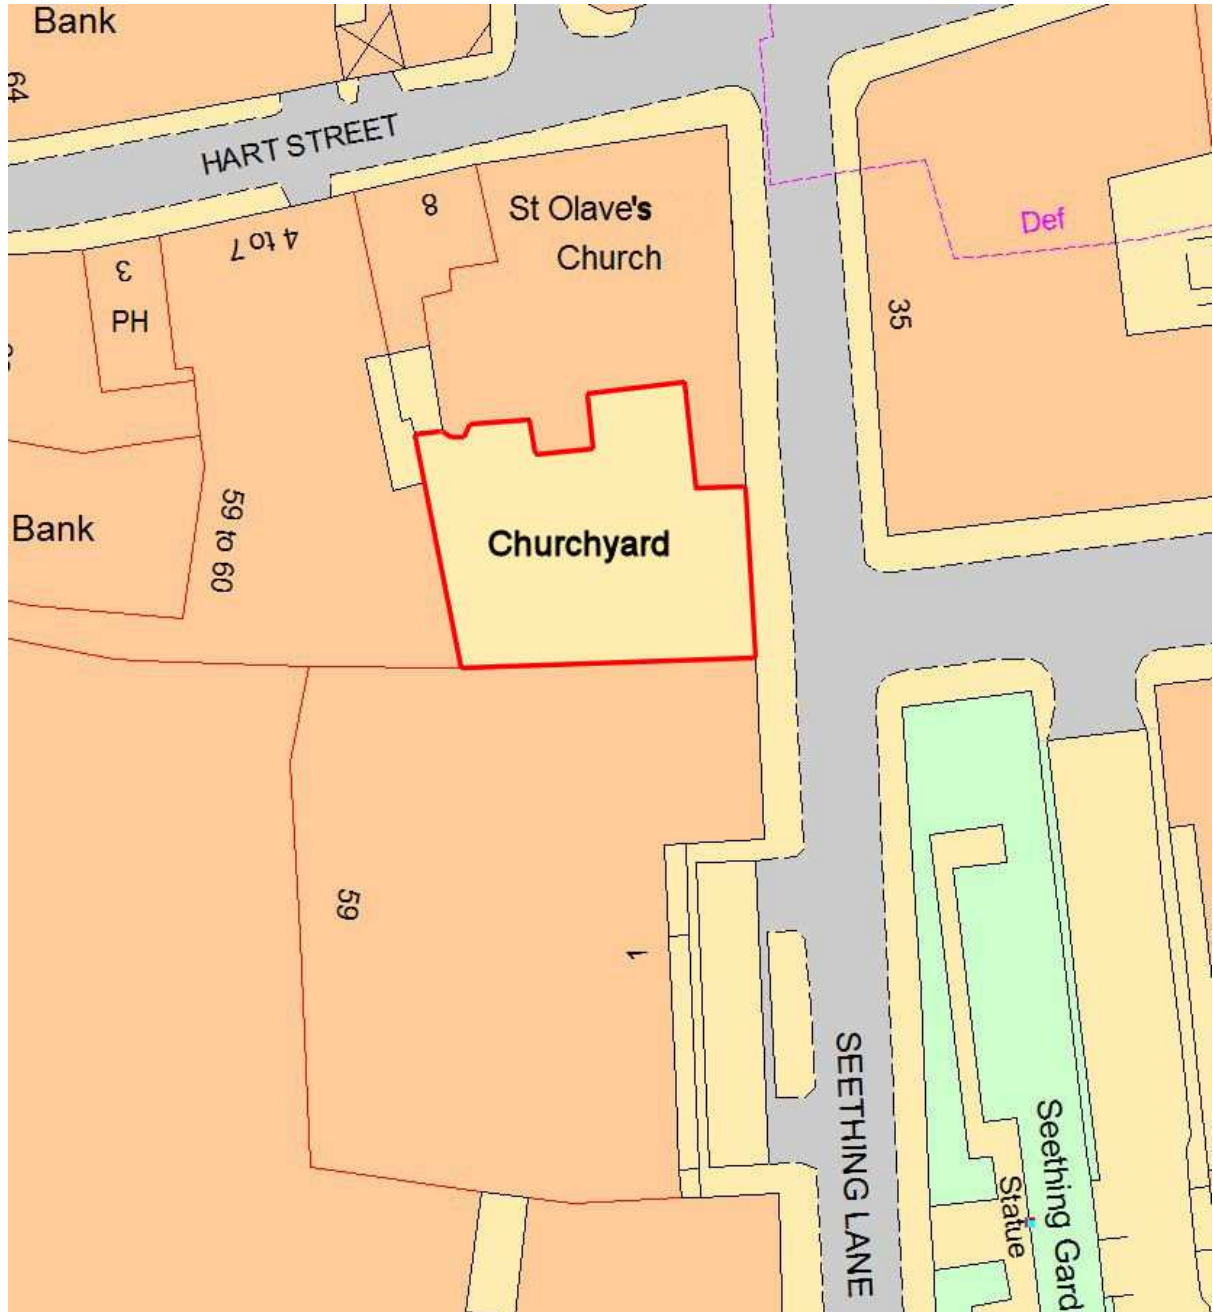 Bank
64
HART STREET
8
St Olave's
Church
4 to 7
3
PH
Def
35
59 to 60
Bank
Churchyard
59
1
SEETHING LANE
Seething Gard
Statue